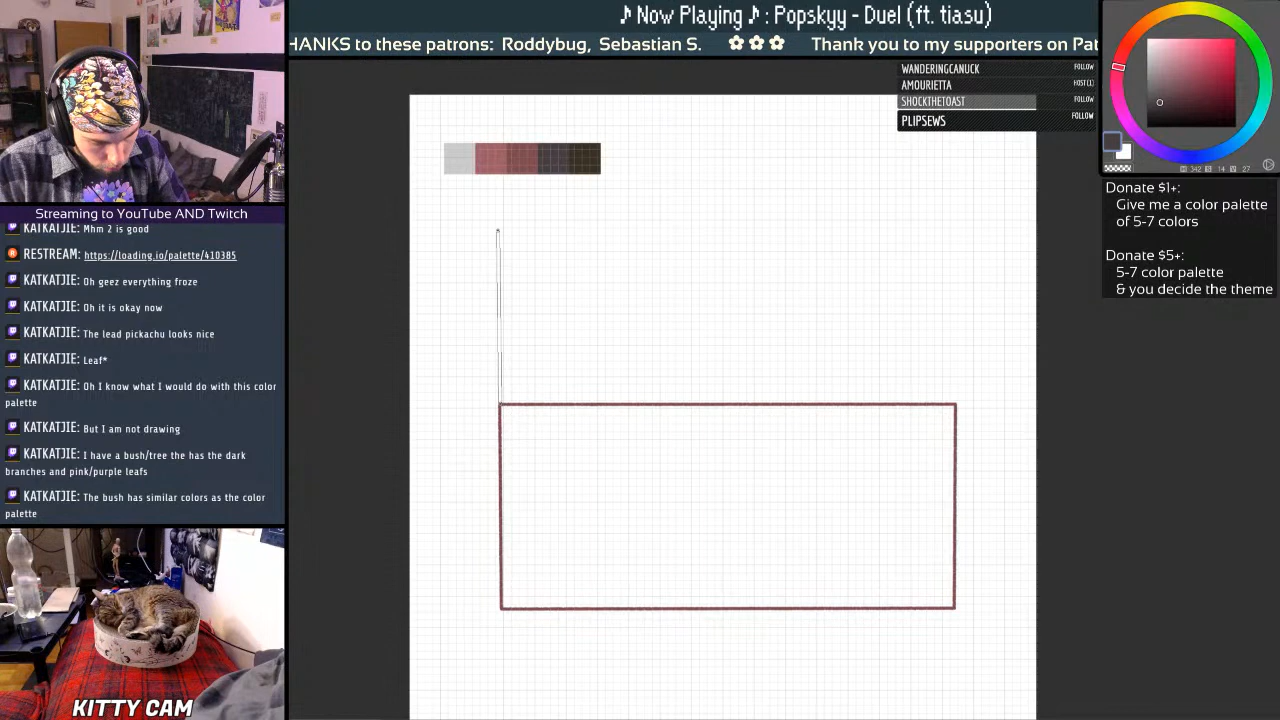 ♪ Now Playing ♪ : Popskyy - Duel (ft. tiasu)
HANKS to these patrons: Roddybug, Sebastian S. ✿ ✿ ✿ Thank you to my supporters on Pat
WANDERINGCANUCK FOLLOW
AMOURIETTA HOST(1)
SHOCKTHETOAST FOLLOW
PLIPSEWS FOLLOW
342 14 27
Donate $1+:
Give me a color palette
of 5-7 colors
Donate $5+:
5-7 color palette
& you decide the theme
Streaming to YouTube AND Twitch
KATKATJIE: Mhm 2 is good
RESTREAM: https://loading.io/palette/410385
KATKATJIE: Oh geez everything froze
KATKATJIE: Oh it is okay now
KATKATJIE: The lead pickachu looks nice
KATKATJIE: Leaf*
KATKATJIE: Oh I know what I would do with this color
palette
KATKATJIE: But I am not drawing
KATKATJIE: I have a bush/tree the has the dark
branches and pink/purple leafs
KATKATJIE: The bush has similar colors as the color
palette
KITTY CAM